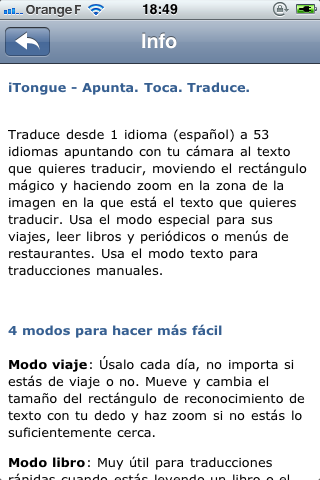 Orange F 18:49
Info
iTongue - Apunta. Toca. Traduce.
Traduce desde 1 idioma (español) a 53
idiomas apuntando con tu cámara al texto
que quieres traducir, moviendo el rectángulo
mágico y haciendo zoom en la zona de la
imagen en la que está el texto que quieres
traducir. Usa el modo especial para sus
viajes, leer libros y periódicos o menús de
restaurantes. Usa el modo texto para
traducciones manuales.
4 modos para hacer más fácil
Modo viaje: Úsalo cada día, no importa si
estás de viaje o no. Mueve y cambia el
tamaño del rectángulo de reconocimiento de
texto con tu dedo y haz zoom si no estás lo
suficientemente cerca.
Modo libro: Muy útil para traducciones
rápidas cuando estás leyendo un libro o el